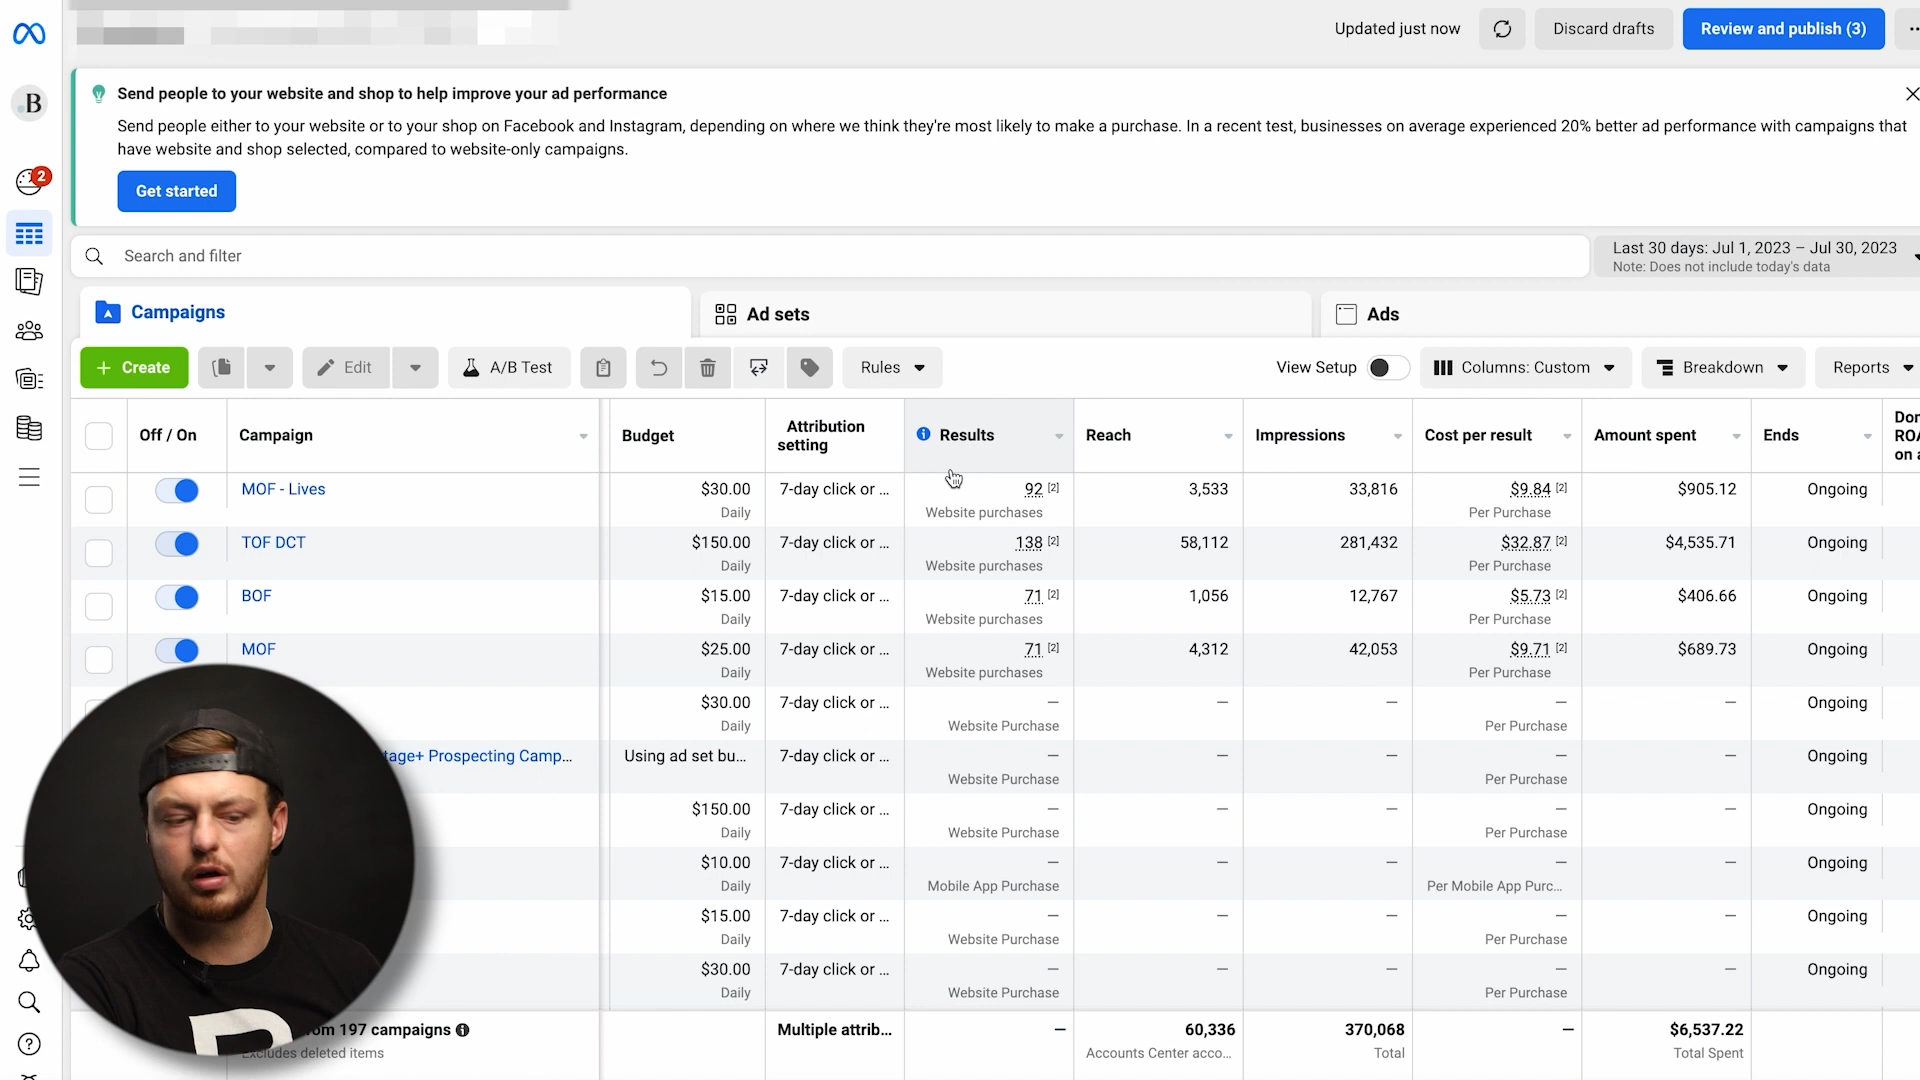 Updated just now
Discard drafts
Review and publish (3)
.B
Send people to your website and shop to help improve your ad performance
Send people either to your website or to your shop on Facebook and Instagram, depending on where we think they're most likely to make a purchase. In a recent test, businesses on average experienced 20% better ad performance with campaigns that
have website and shop selected, compared to website-only campaigns.
2
Get started
Search and filter
Last 30 days: Jul 1, 2023 – Jul 30, 2023
Note: Does not include today's data
Campaigns
Ad sets
Ads
+ Create
Edit
A/B Test
Rules
View Setup
Columns: Custom
Breakdown
Reports
Off / On
Campaign
Budget
Attribution
setting
Results
Reach
Impressions
Cost per result
Amount spent
Ends
on
MOF - Lives $30.00 7-day click or ... 92 [2] 3,533 33,816 $9.84 [2] $905.12 Ongoing
Daily Website purchases Per Purchase
TOF DCT $150.00 7-day click or ... 138 [2] 58,112 281,432 $32.87 [2] $4,535.71 Ongoing
Daily Website purchases Per Purchase
BOF $15.00 7-day click or ... 71 [2] 1,056 12,767 $5.73 [2] $406.66 Ongoing
Daily Website purchases Per Purchase
MOF $25.00 7-day click or ... 71 [2] 4,312 42,053 $9.71 [2] $689.73 Ongoing
Daily Website purchases Per Purchase
$30.00 7-day click or ... — — — — — Ongoing
Daily Website Purchase Per Purchase
tage+ Prospecting Camp... Using ad set bu... 7-day click or ... — — — — — Ongoing
Website Purchase Per Purchase
$150.00 7-day click or ... — — — — — Ongoing
Daily Website Purchase Per Purchase
$10.00 7-day click or ... — — — — — Ongoing
Daily Mobile App Purchase Per Mobile App Purc...
$15.00 7-day click or ... — — — — — Ongoing
Daily Website Purchase Per Purchase
$30.00 7-day click or ... — — — — — Ongoing
Daily Website Purchase Per Purchase
om 197 campaigns Multiple attrib... — 60,336 370,068 — $6,537.22
Excludes deleted items Accounts Center acco... Total Total Spent